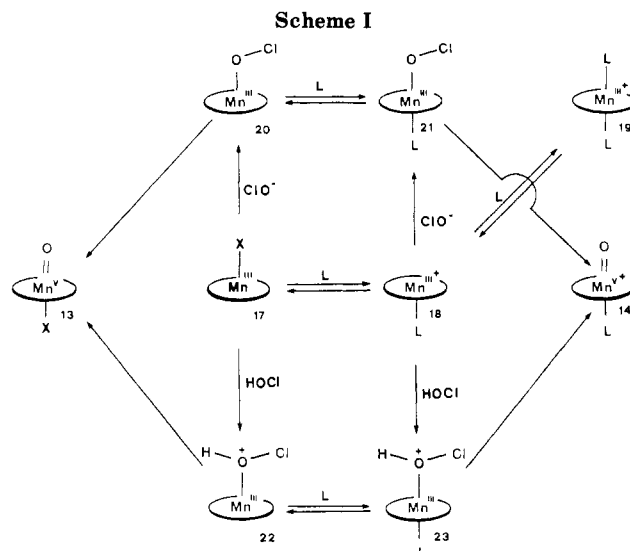 Scheme I
O Cl
Mn III
20
L
O Cl
Mn III
L
21
L
Mn III+
L
19
ClO⁻
ClO⁻
L
O
Mn V
X
13
X
Mn III
17
L
Mn III+
L
18
O
Mn V+
L
14
HOCl
HOCl
H O + Cl
Mn III
22
L
H O + Cl
Mn III
23